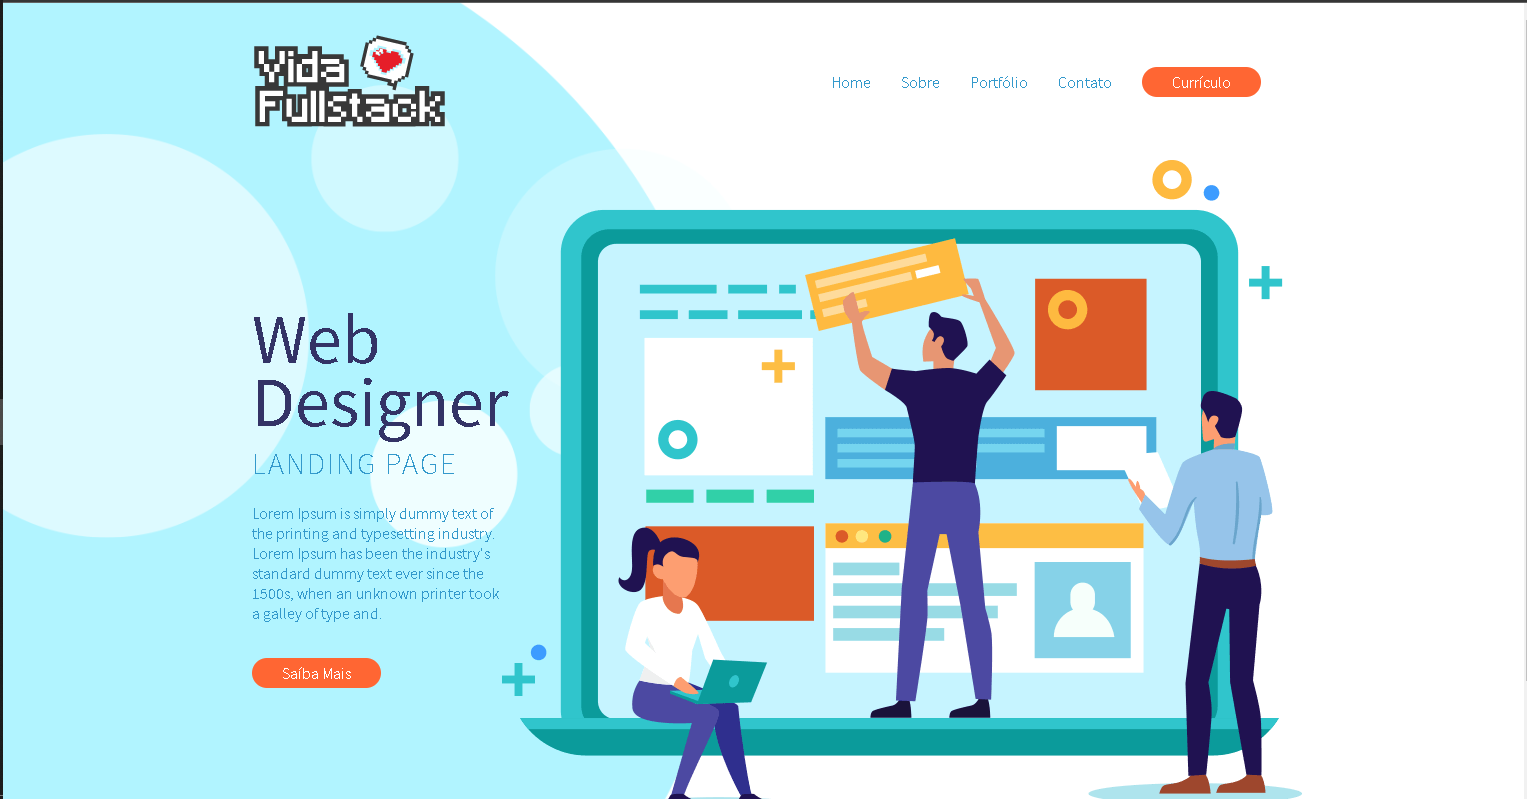 Vida
Fullstack
Home Sobre Portfólio Contato Currículo
Web
Designer
LANDING PAGE
Lorem Ipsum is simply dummy text of
the printing and typesetting industry.
Lorem Ipsum has been the industry's
standard dummy text ever since the
1500s, when an unknown printer took
a galley of type and.
Saíba Mais